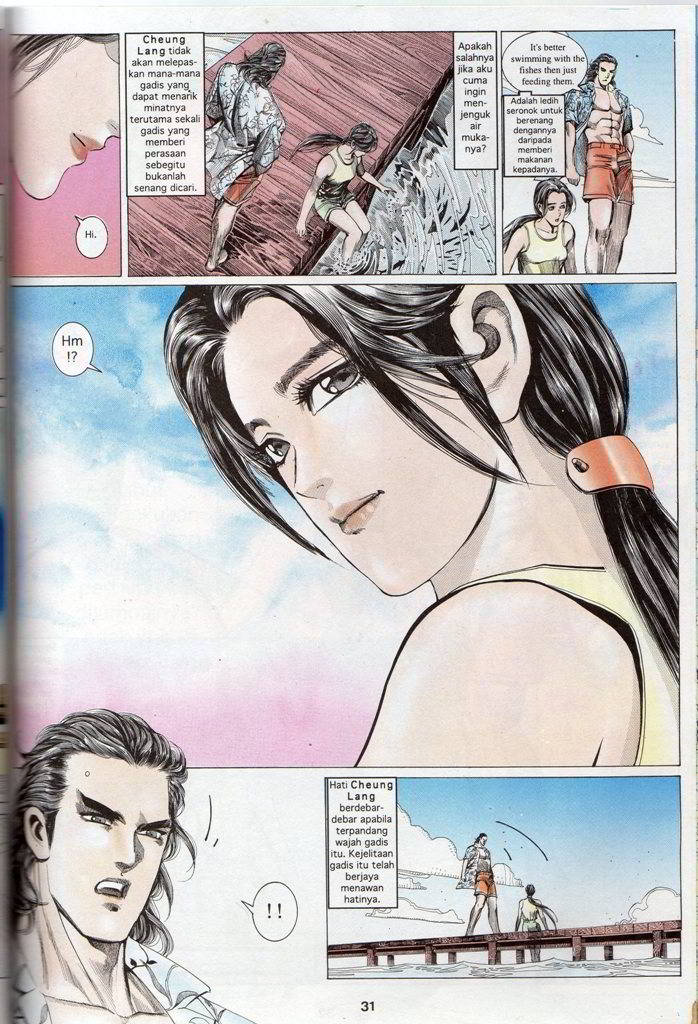 Hi.
Cheung
Lang tidak
akan melepas-
kan mana-mana
gadis yang
dapat menarik
minatnya
terutama sekali
gadis yang
memberi
perasaan
sebegitu
bukanlah
senang dicari.
Apakah
salahnya
jika aku
cuma
ingin
men-
jenguk
air
muka-
nya?
It's better
swimming with the
fishes then just
feeding them.
Adalah ledih
seronok untuk
berenang
dengannya
daripada
memberi
makanan
kepadanya.
Hm
!?
!!
Hati Cheung
Lang
berdebar-
debar apabila
terpandang
wajah gadis
itu. Kejelitaan
gadis itu telah
berjaya
menawan
hatinya.
31